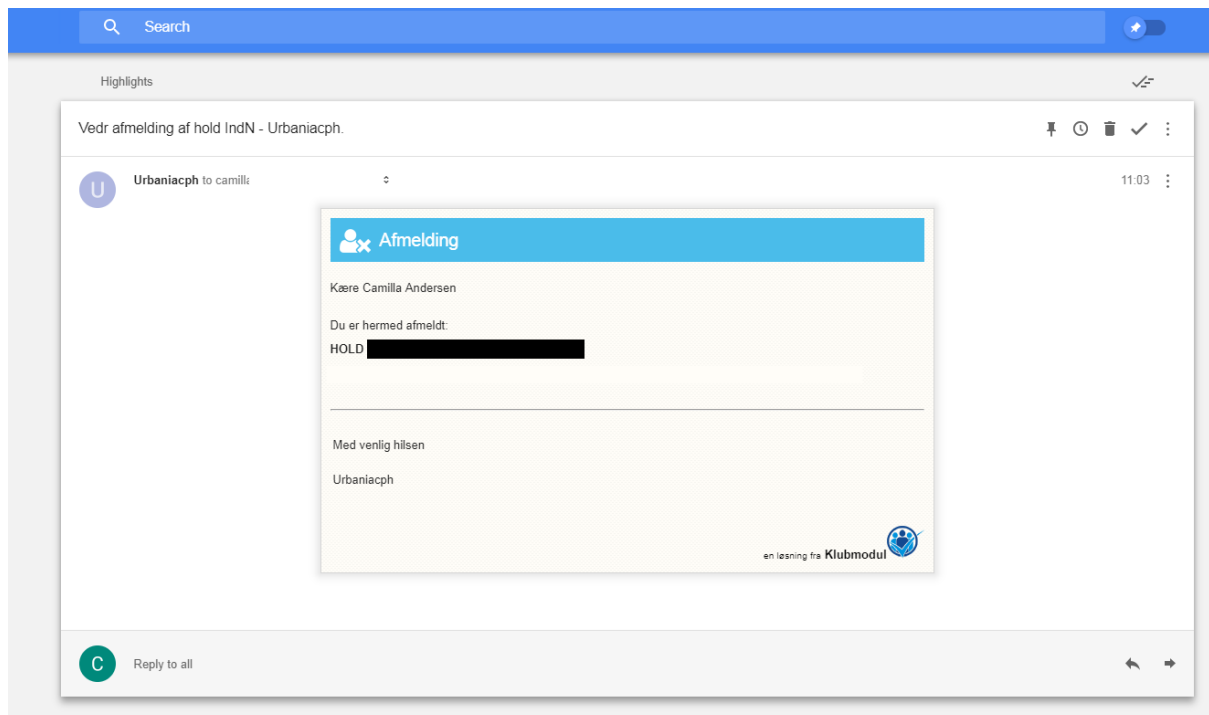 Search
Highlights
Vedr afmelding af hold IndN - Urbaniacph.
U
Urbaniacph to camilla
11:03
Afmelding
Kære Camilla Andersen
Du er hermed afmeldt:
HOLD
Med venlig hilsen
Urbaniacph
en løsning fra Klubmodul
C
Reply to all